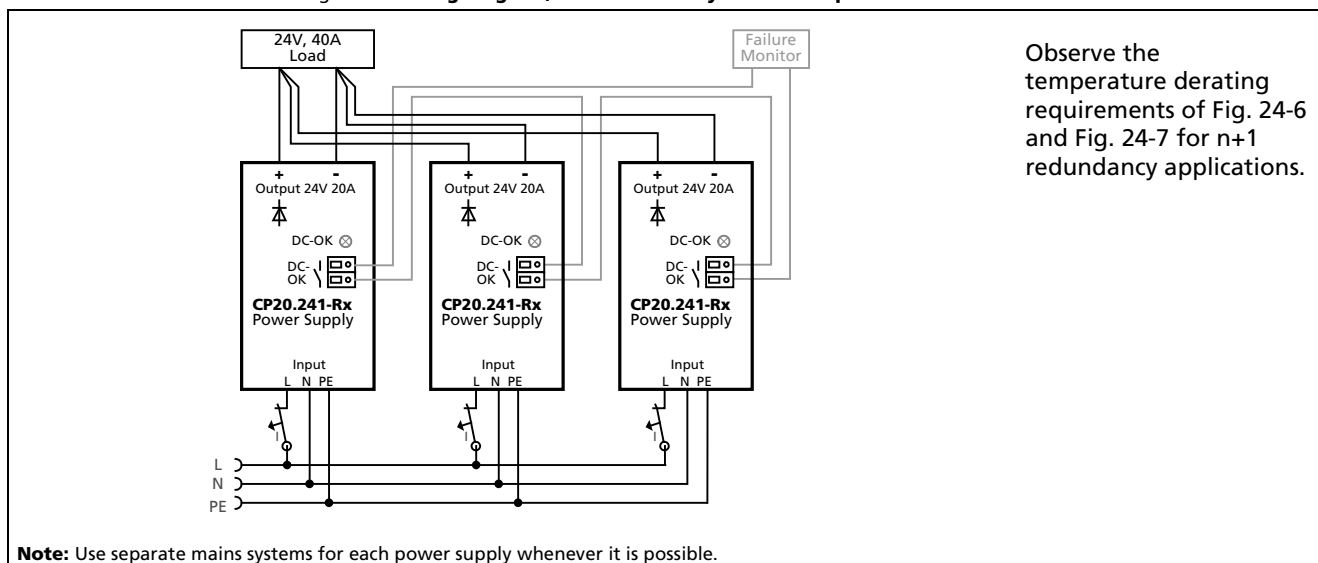 24V, 40A
Load
Failure
Monitor
Observe the
temperature derating
requirements of Fig. 24-6
and Fig. 24-7 for n+1
redundancy applications.
+ -
Output 24V 20A
DC-OK
DC-
OK
CP20.241-Rx
Power Supply
Input
L N PE
I
+ -
Output 24V 20A
DC-OK
DC-
OK
CP20.241-Rx
Power Supply
Input
L N PE
I
+ -
Output 24V 20A
DC-OK
DC-
OK
CP20.241-Rx
Power Supply
Input
L N PE
I
L
N
PE
Note: Use separate mains systems for each power supply whenever it is possible.